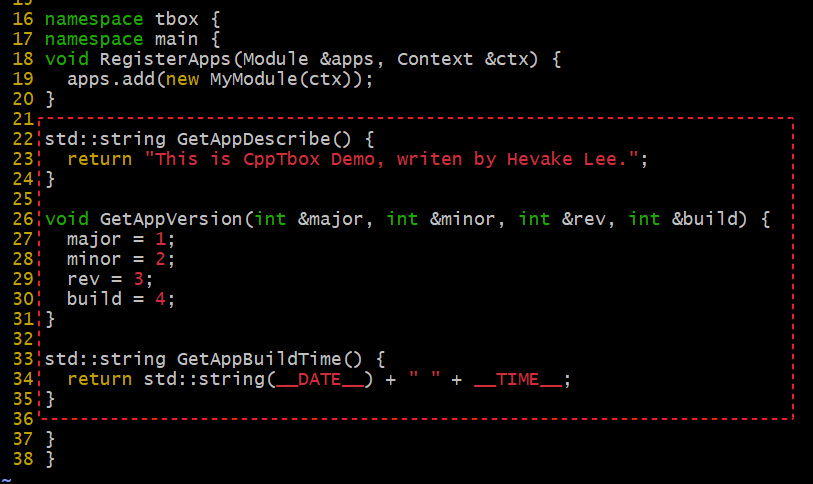 16 namespace tbox {
17 namespace main {
18 void RegisterApps(Module &apps, Context &ctx) {
19   apps.add(new MyModule(ctx));
20 }
21
22 std::string GetAppDescribe() {
23   return "This is CppTbox Demo, writen by Hevake Lee.";
24 }
25
26 void GetAppVersion(int &major, int &minor, int &rev, int &build) {
27   major = 1;
28   minor = 2;
29   rev = 3;
30   build = 4;
31 }
32
33 std::string GetAppBuildTime() {
34   return std::string(__DATE__) + " " + __TIME__;
35 }
36
37 }
38 }
~